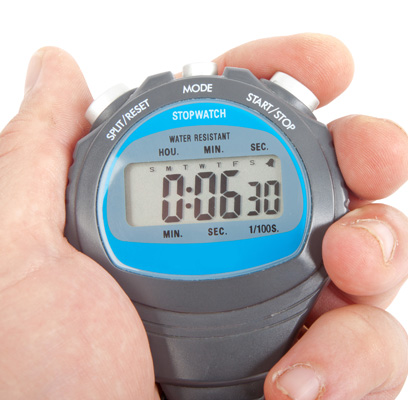 MODE
SPLIT/RESET
START/STOP
STOPWATCH
WATER RESISTANT
HOU. MIN. SEC.
S M T W T F S
0:06 30
MIN. SEC. 1/100S.